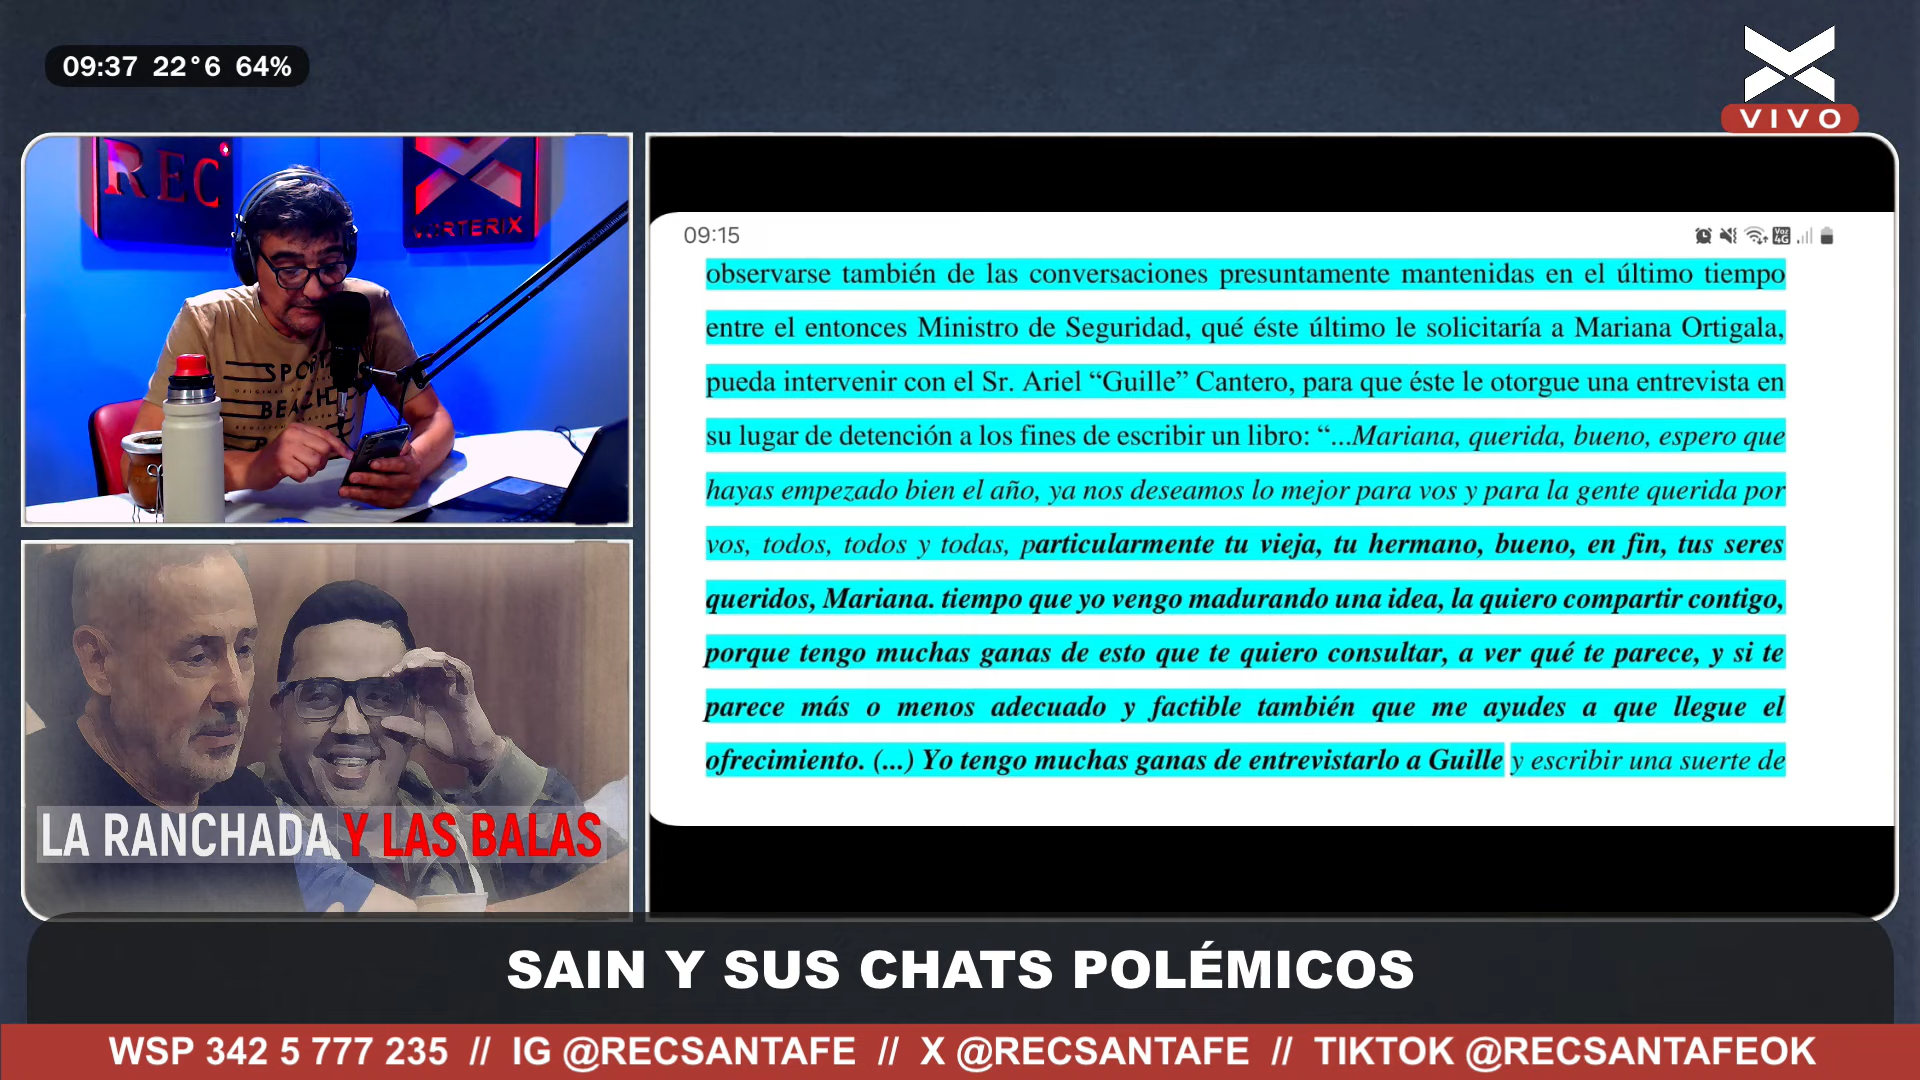 09:37 22°6 64%
VIVO
REC
VORTERIX
SPORT
BEACH
09:15
Voz
4G
observarse también de las conversaciones presuntamente mantenidas en el último tiempo
entre el entonces Ministro de Seguridad, qué éste último le solicitaría a Mariana Ortigala,
pueda intervenir con el Sr. Ariel “Guille” Cantero, para que éste le otorgue una entrevista en
su lugar de detención a los fines de escribir un libro: “...Mariana, querida, bueno, espero que
hayas empezado bien el año, ya nos deseamos lo mejor para vos y para la gente querida por
vos, todos, todos y todas, particularmente tu vieja, tu hermano, bueno, en fin, tus seres
queridos, Mariana. tiempo que yo vengo madurando una idea, la quiero compartir contigo,
porque tengo muchas ganas de esto que te quiero consultar, a ver qué te parece, y si te
parece más o menos adecuado y factible también que me ayudes a que llegue el
ofrecimiento. (...) Yo tengo muchas ganas de entrevistarlo a Guille y escribir una suerte de
LA RANCHADA Y LAS BALAS
SAIN Y SUS CHATS POLÉMICOS
WSP 342 5 777 235 // IG @RECSANTAFE // X @RECSANTAFE // TIKTOK @RECSANTAFEOK